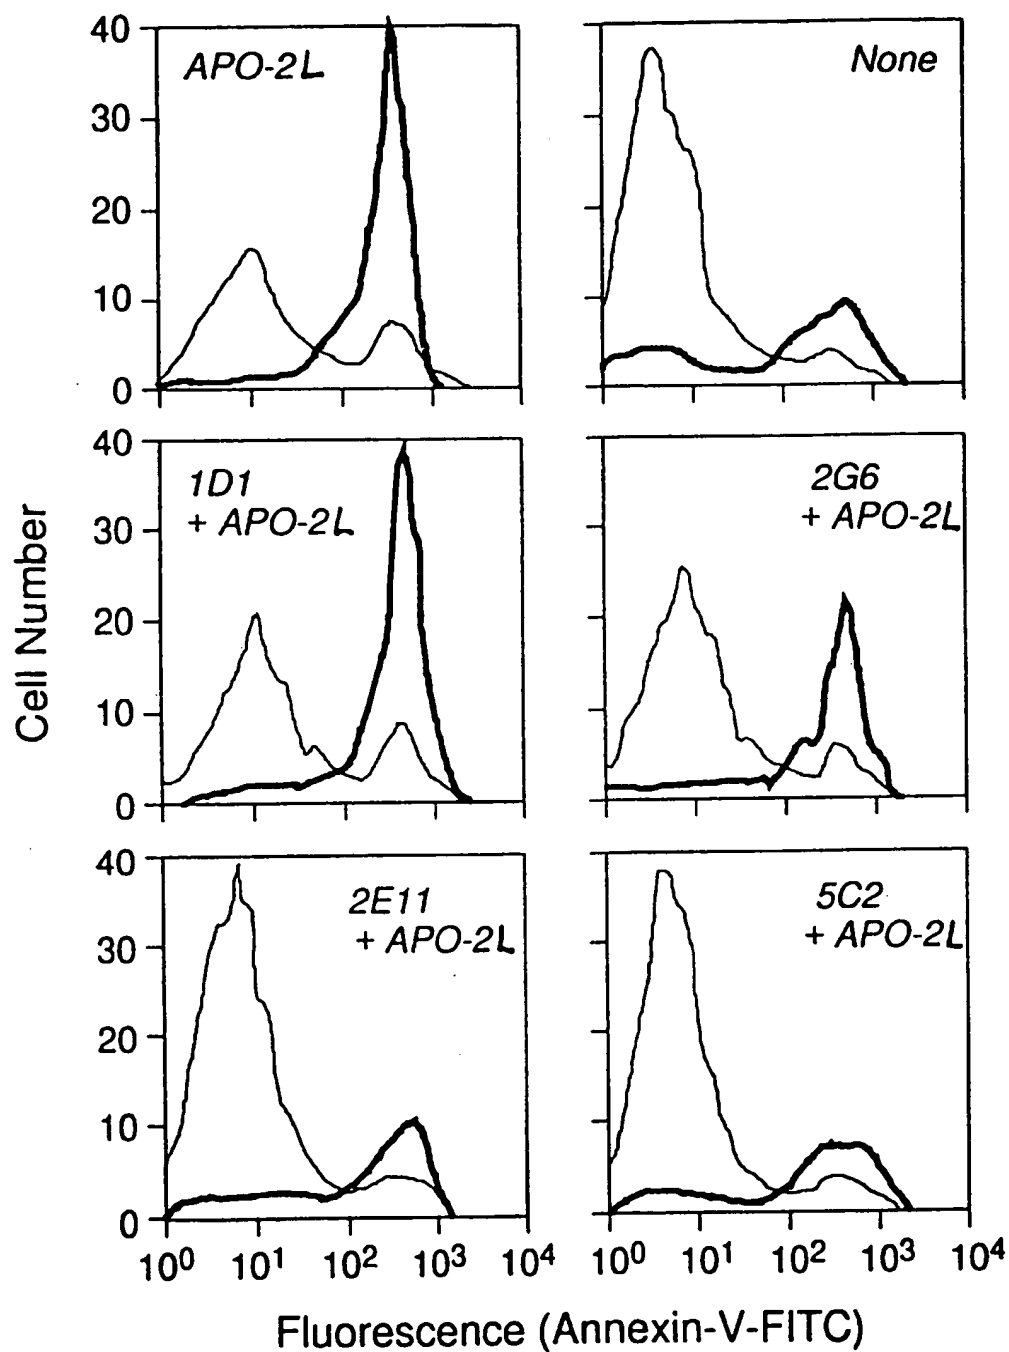 APO-2L
None
40
30
20
10
0
1D1
+ APO-2L
2G6
+ APO-2L
40
30
20
10
0
Cell Number
2E11
+ APO-2L
5C2
+ APO-2L
40
30
20
10
0
10⁰ 10¹ 10² 10³ 10⁴
10⁰ 10¹ 10² 10³ 10⁴
Fluorescence (Annexin-V-FITC)